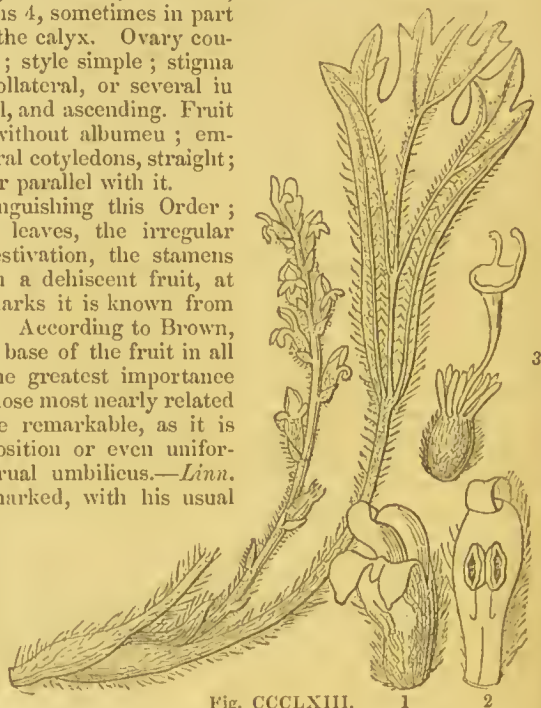 ns 4, sometimes in part
the calyx. Ovary cou-
; style simple ; stigma
ollateral, or several iu
l, and ascending. Fruit
without albumeu ; em-
ral cotyledons, straight ;
r parallel with it.
nguishing this Order ;
leaves, the irregular
estivation, the stamens
n a dehiscent fruit, at
arks it is known from
According to Brown,
base of the fruit in all
ne greatest importance
nose most nearly related
e remarkable, as it is
osition or even unifor-
rual umbilicus.—Linn.
narked, with his usual
3
Fig. CCCLXIII. 1 2